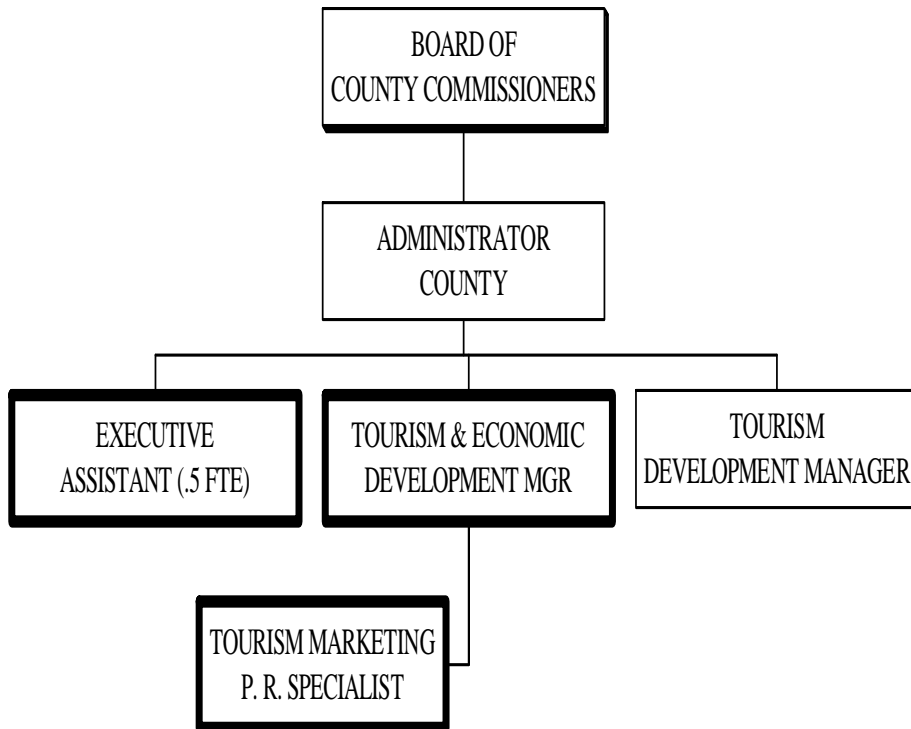 BOARD OF
COUNTY COMMISSIONERS
ADMINISTRATOR
COUNTY
EXECUTIVE
ASSISTANT (.5 FTE)
TOURISM & ECONOMIC
DEVELOPMENT MGR
TOURISM
DEVELOPMENT MANAGER
TOURISM MARKETING
P. R. SPECIALIST